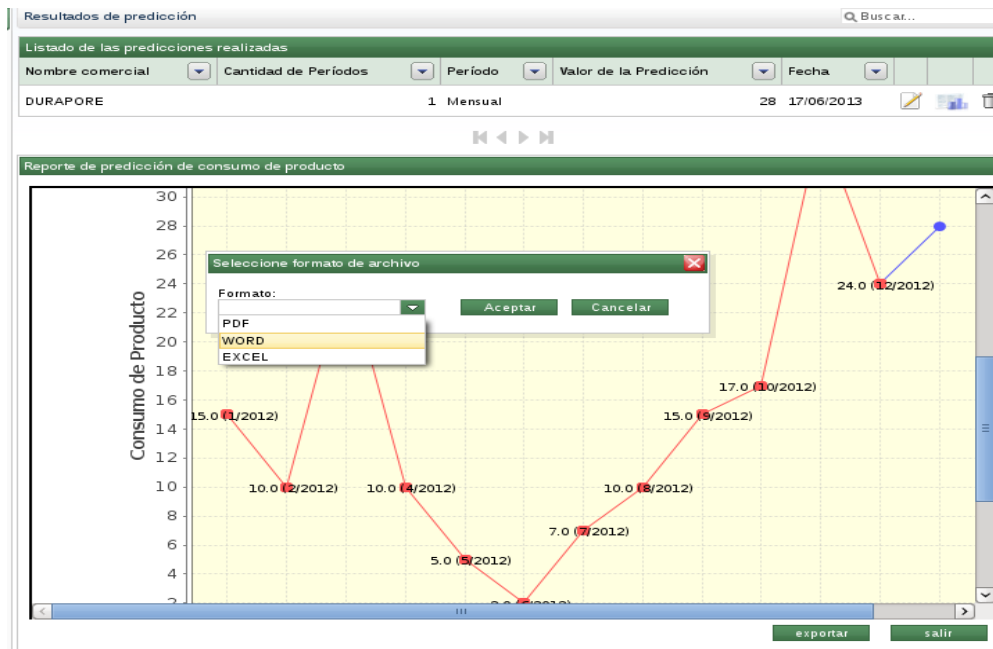 Resultados de predicción
Buscar...
Listado de las predicciones realizadas
Nombre comercial Cantidad de Períodos Período Valor de la Predicción Fecha
DURAPORE 1 Mensual 28 17/06/2013
Reporte de predicción de consumo de producto
30
28
26
Seleccione formato de archivo
24
24.0 (12/2012)
Formato:
22
Aceptar Cancelar
PDF
20
WORD
EXCEL
18
17.0 (10/2012)
16
15.0 (1/2012) 15.0 (9/2012)
14
12
10
10.0 (2/2012) 10.0 (4/2012) 10.0 (8/2012)
8
7.0 (7/2012)
6
5.0 (5/2012)
4
2
Consumo de Producto
exportar salir